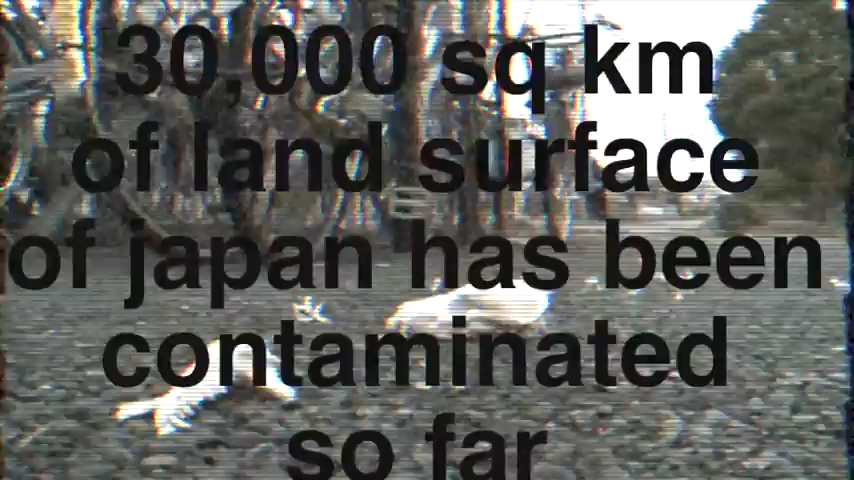 30,000 sq km
of land surface
of japan has been
contaminated
so far